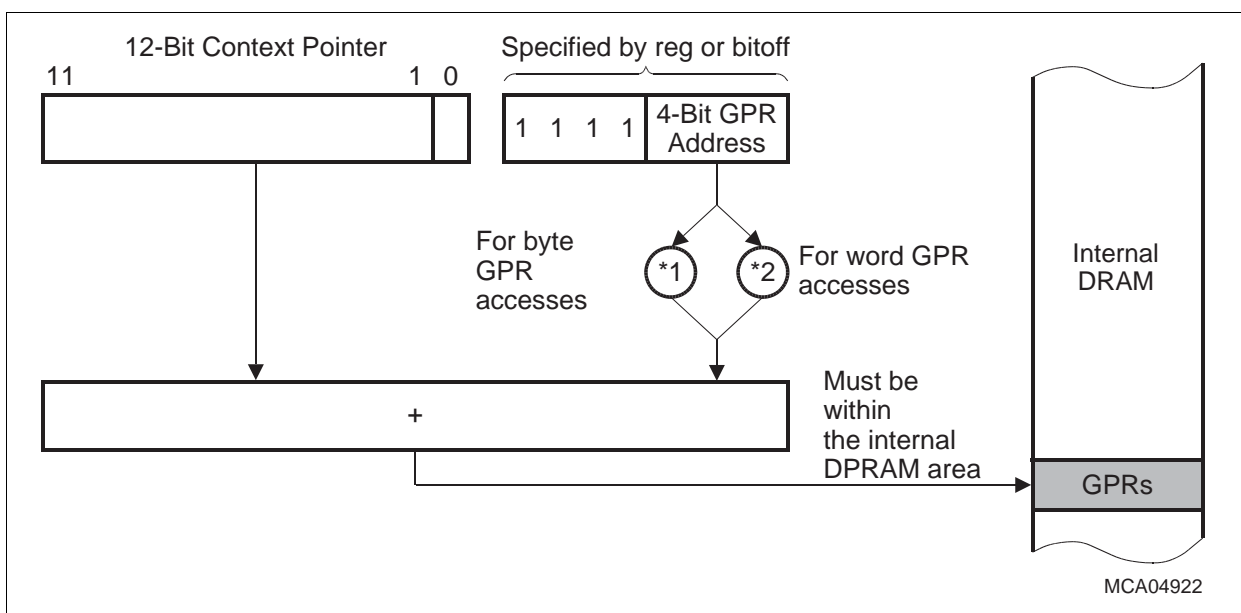 12-Bit Context Pointer
11 1 0
Specified by reg or bitoff
1 1 1 1
4-Bit GPR
Address
For byte
GPR
accesses
*1
*2
For word GPR
accesses
+
Must be
within
the internal
DPRAM area
Internal
DRAM
GPRs
MCA04922